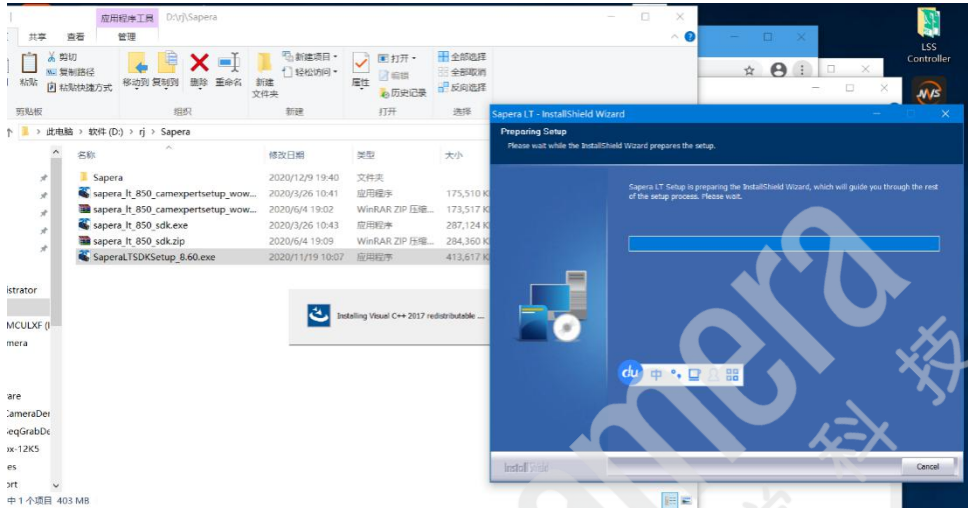 应用程序工具
D:\rj\Sapera
共享
查看
管理
粘贴
剪切
复制路径
粘贴快捷方式
移动到
复制到
删除
重命名
新建
文件夹
新建项目
轻松访问
属性
打开
编辑
历史记录
全部选择
全部取消
反向选择
剪贴板
组织
新建
打开
选择
此电脑 > 软件 (D:) > rj > Sapera
名称
修改日期
类型
大小
Sapera
2020/12/9 19:40
文件夹
sapera_lt_850_camexpertsetup_wow...
2020/3/26 10:41
应用程序
175,510 K
sapera_lt_850_camexpertsetup_wow...
2020/6/4 19:02
WinRAR ZIP 压缩...
173,517 K
sapera_lt_850_sdk.exe
2020/3/26 10:43
应用程序
287,124 K
sapera_lt_850_sdk.zip
2020/6/4 19:09
WinRAR ZIP 压缩...
284,360 K
SaperaLTSDKSetup_8.60.exe
2020/11/19 10:07
应用程序
413,617 K
istrator
MCULXF (
mera
are
CameraDer
SeqGrabDe
ox-12K5
es
ort
中 1 个项目 403 MB
Installing Visual C++ 2017 redistributable ...
Sapera LT - InstallShield Wizard
Preparing Setup
Please wait while the InstallShield Wizard prepares the setup.
Sapera LT Setup is preparing the InstallShield Wizard, which will guide you through the rest
of the setup process. Please wait.
du 中
InstallShield
Cancel
LSS
Controller
MVS
amera
科技